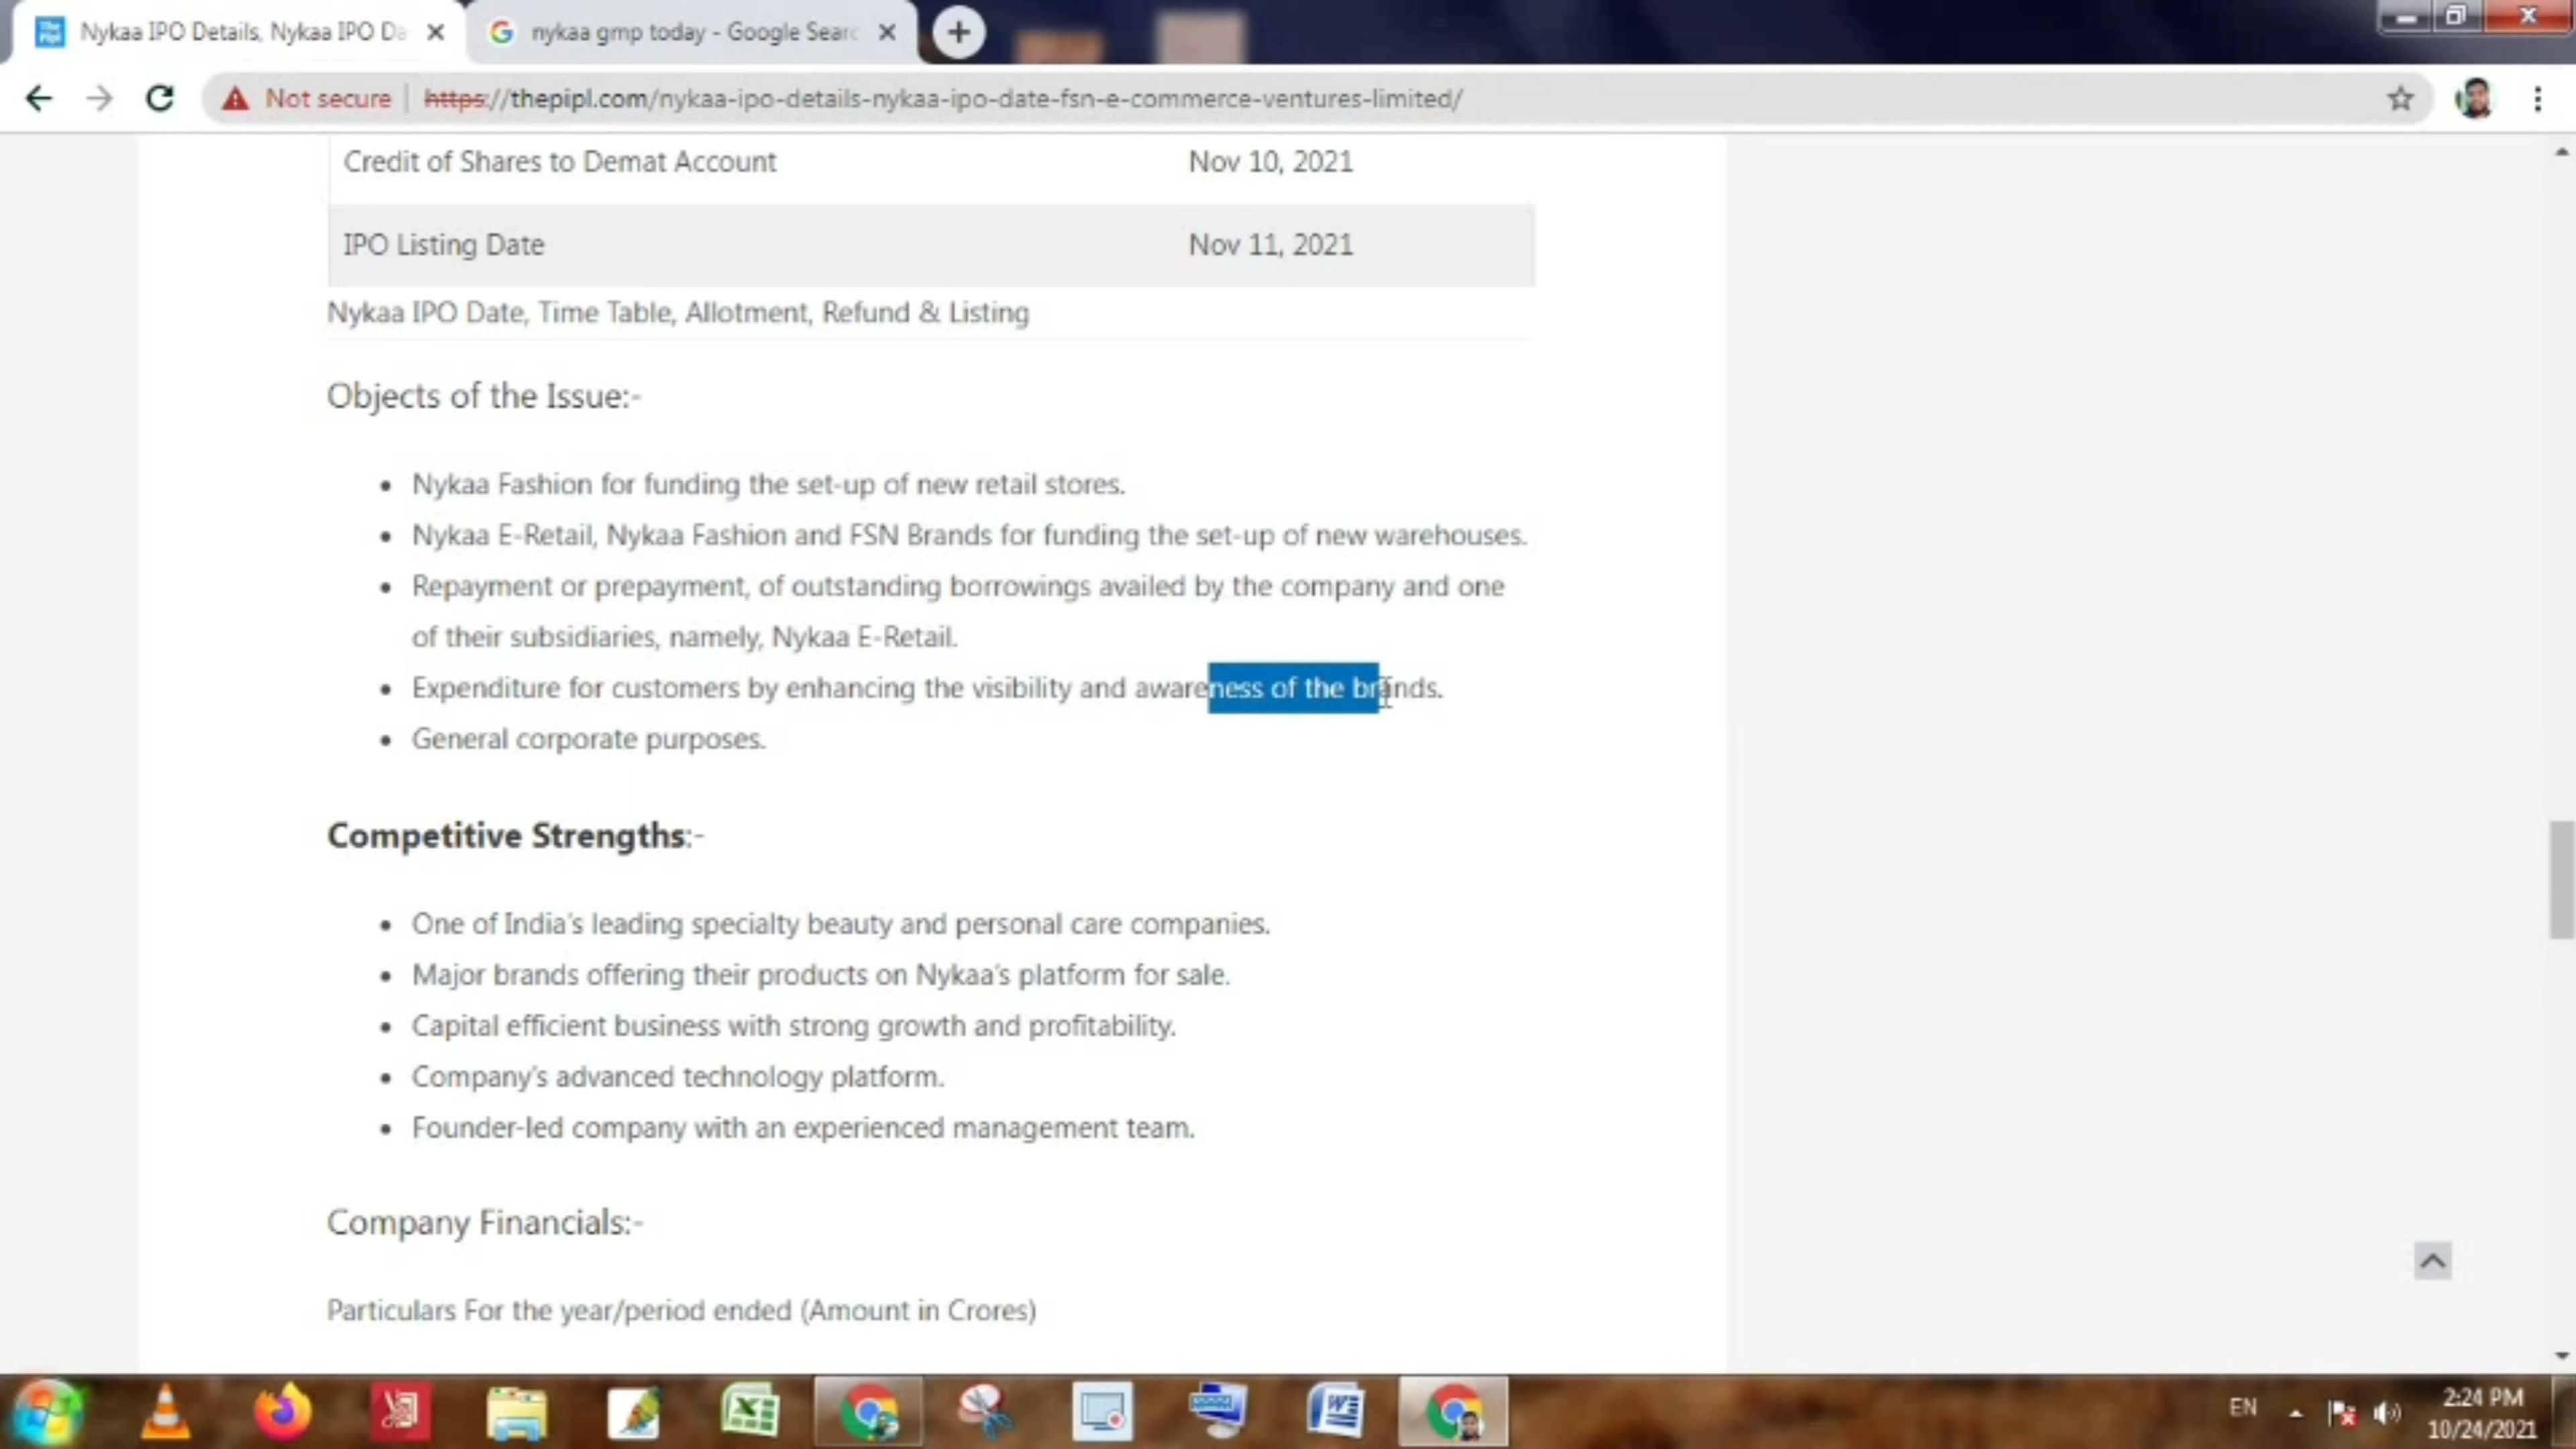 Nykaa IPO Details, Nykaa IPO Da
nykaa gmp today - Google Searc
Not secure | https://thepipl.com/nykaa-ipo-details-nykaa-ipo-date-fsn-e-commerce-ventures-limited/
Credit of Shares to Demat Account Nov 10, 2021
IPO Listing Date Nov 11, 2021
Nykaa IPO Date, Time Table, Allotment, Refund & Listing
Objects of the Issue:-
• Nykaa Fashion for funding the set-up of new retail stores.
• Nykaa E-Retail, Nykaa Fashion and FSN Brands for funding the set-up of new warehouses.
• Repayment or prepayment, of outstanding borrowings availed by the company and one
of their subsidiaries, namely, Nykaa E-Retail.
• Expenditure for customers by enhancing the visibility and awareness of the brands.
• General corporate purposes.
Competitive Strengths:-
• One of India's leading specialty beauty and personal care companies.
• Major brands offering their products on Nykaa's platform for sale.
• Capital efficient business with strong growth and profitability.
• Company's advanced technology platform.
• Founder-led company with an experienced management team.
Company Financials:-
Particulars For the year/period ended (Amount in Crores)
EN
2:24 PM
10/24/2021